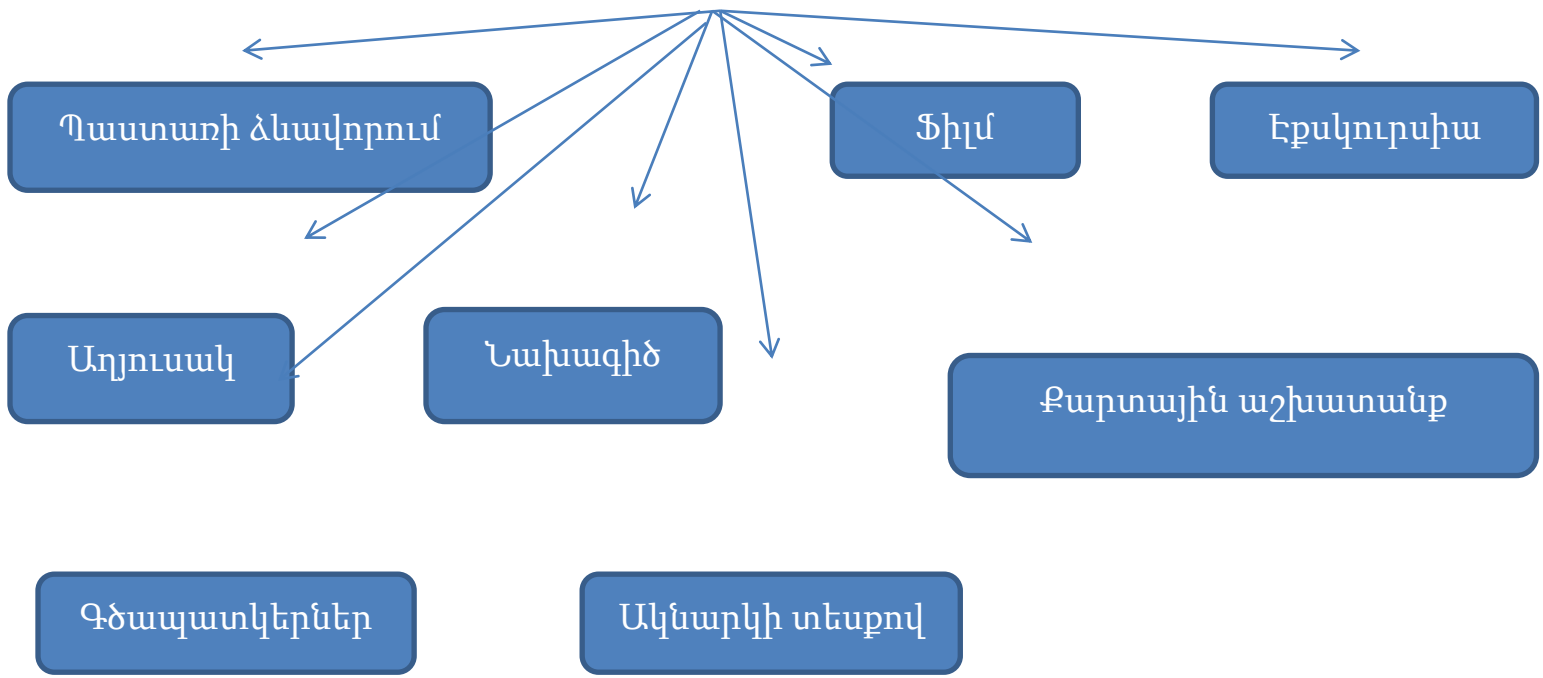 Պաստառի ձևավորում
Ֆիլմ
Էքսկուրսիա
Աղյուսակ
Նախագիծ
Քարտային աշխատանք
Գծապատկերներ
Ակնարկի տեսքով